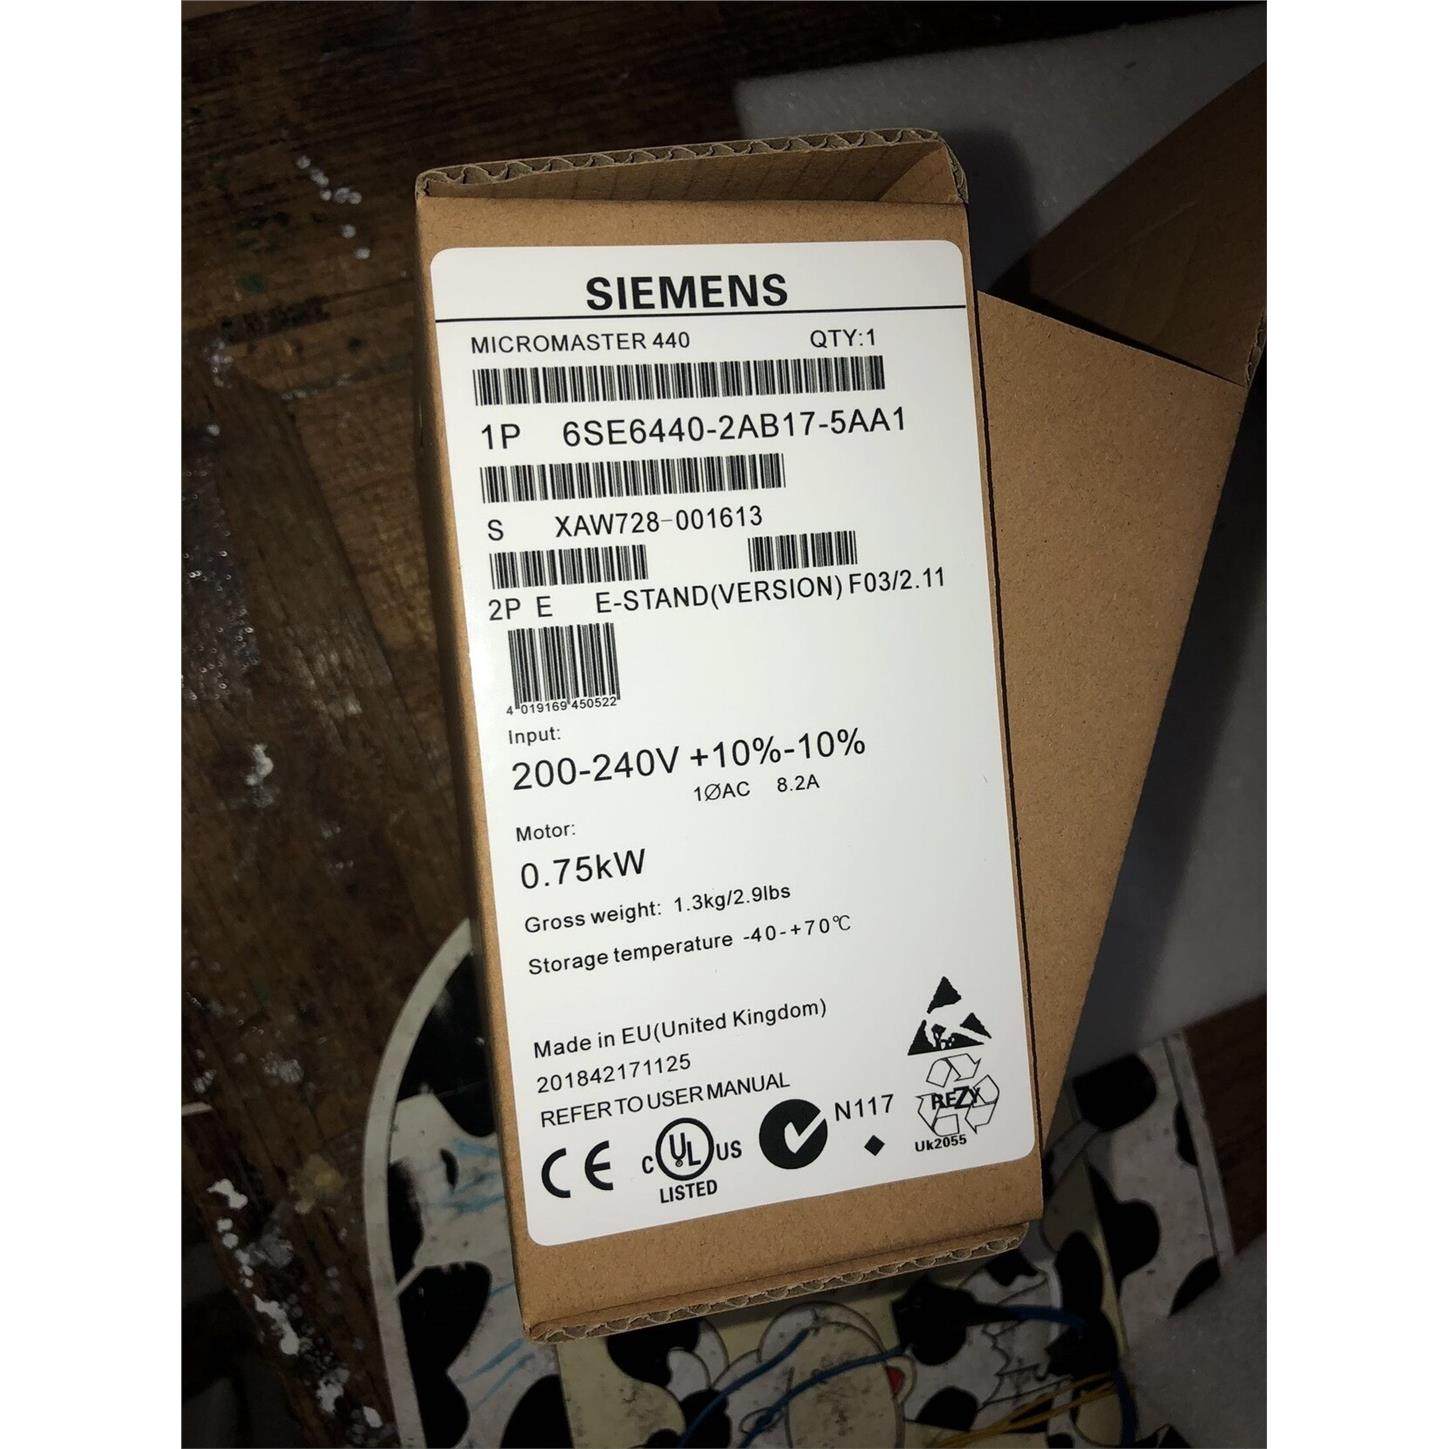 SIEMENS
MICROMASTER 440 QTY:1
1P 6SE6440-2AB17-5AA1
S XAW728-001613
2P E E-STAND(VERSION) F03/2.11
4 019169 450522
Input:
200-240V +10%-10%
1ØAC 8.2A
Motor:
0.75kW
Gross weight: 1.3kg/2.9lbs
Storage temperature -40-+70℃
Made in EU(United Kingdom)
201842171125
REFER TO USER MANUAL
CE C UL US LISTED N117
REZY
Uk2055